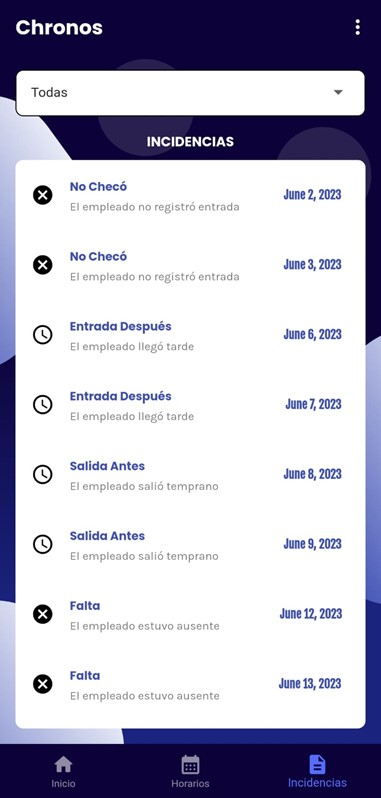 Chronos
Todas
INCIDENCIAS
No Checó
June 2, 2023
El empleado no registró entrada
No Checó
June 3, 2023
El empleado no registró entrada
Entrada Después
June 6, 2023
El empleado llegó tarde
Entrada Después
June 7, 2023
El empleado llegó tarde
Salida Antes
June 8, 2023
El empleado salió temprano
Salida Antes
June 9, 2023
El empleado salió temprano
Falta
June 12, 2023
El empleado estuvo ausente
Falta
June 13, 2023
El empleado estuvo ausente
Inicio
Horarios
Incidencias